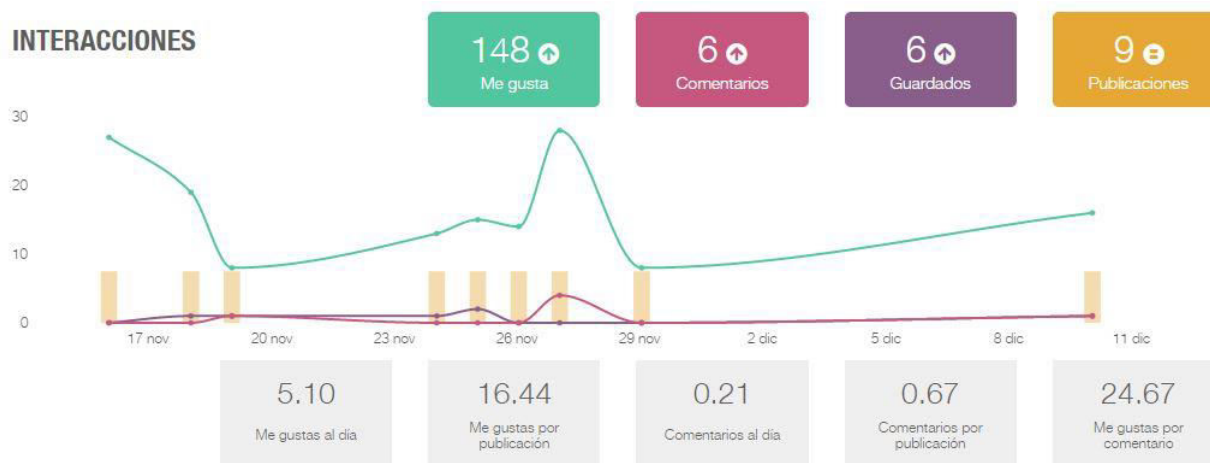 INTERACCIONES
148
Me gusta
6
Comentarios
6
Guardados
9
Publicaciones
30
20
10
0
17 nov 20 nov 23 nov 26 nov 29 nov 2 dic 5 dic 8 dic 11 dic
5.10
Me gustas al día
16.44
Me gustas por
publicación
0.21
Comentarios al día
0.67
Comentarios por
publicación
24.67
Me gustas por
comentario